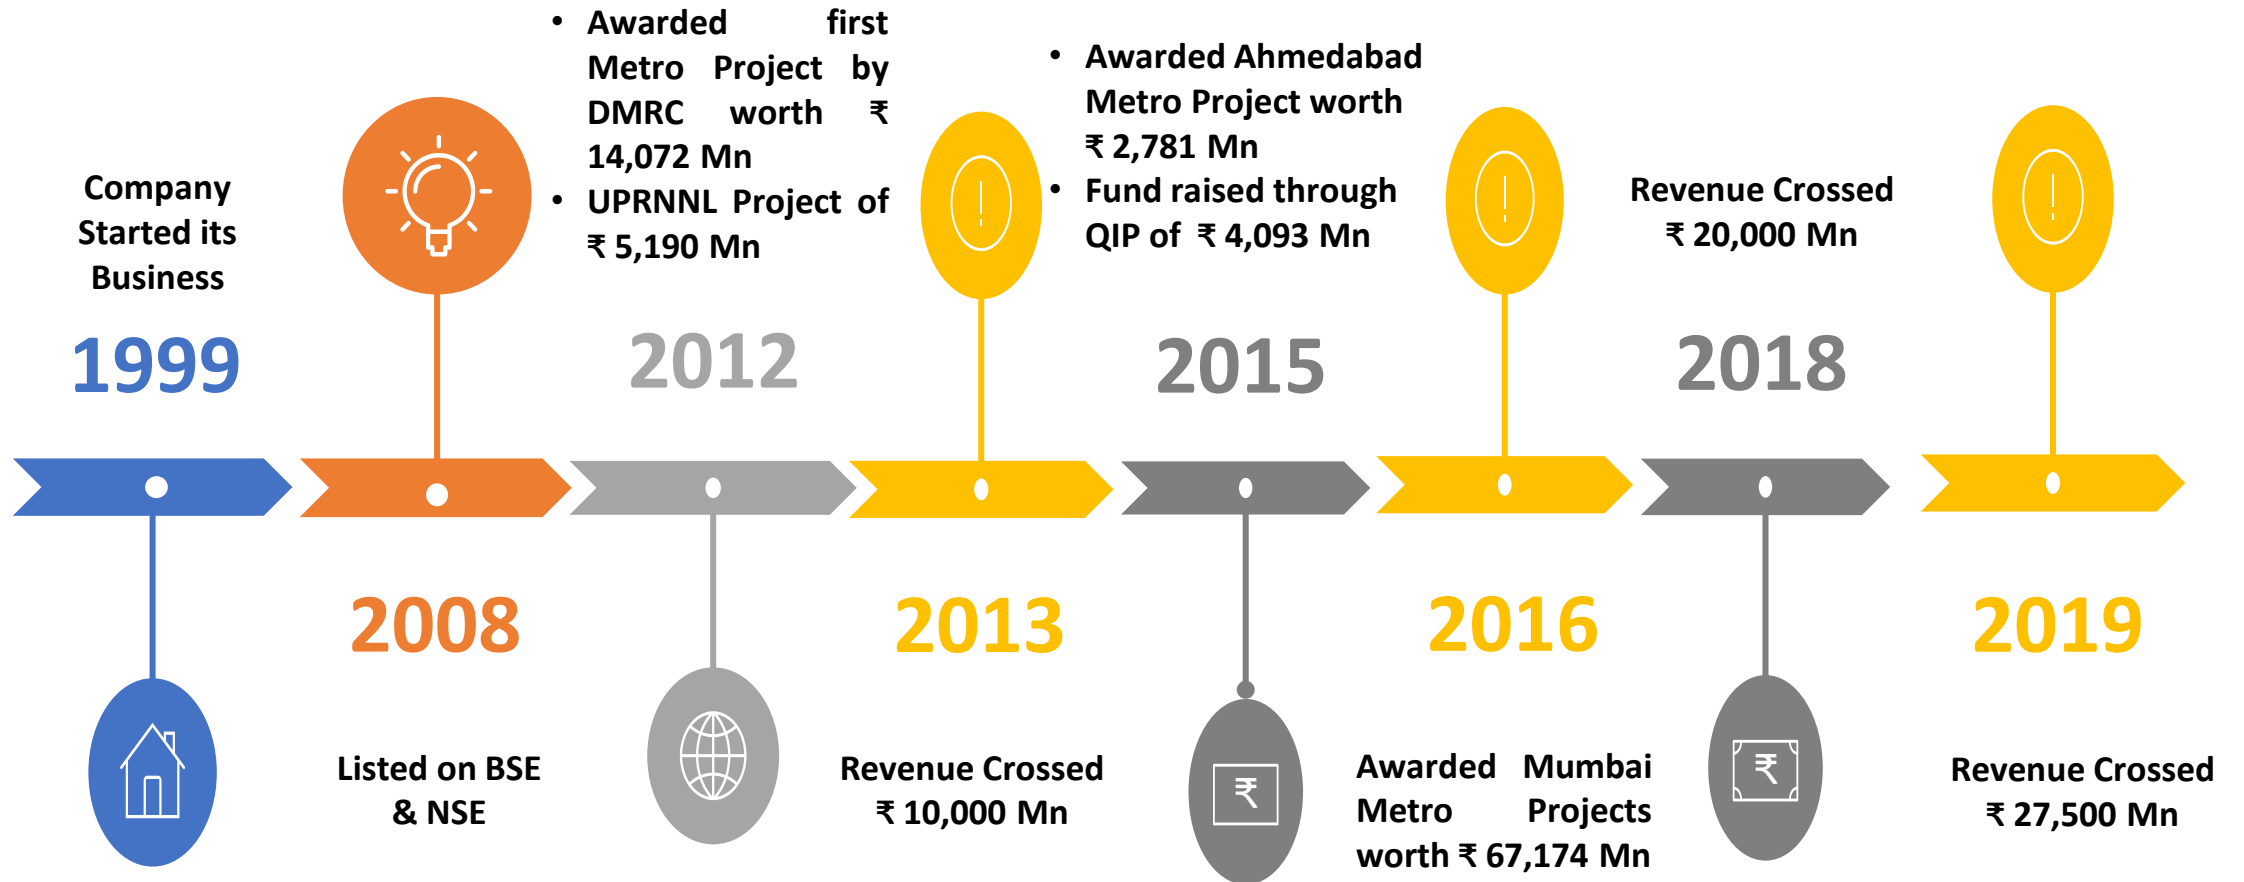 Company
Started its
Business
1999
2008
Listed on BSE
& NSE
• Awarded first
Metro Project by
DMRC worth ₹
14,072 Mn
• UPRNNL Project of
₹ 5,190 Mn
2012
2013
Revenue Crossed
₹ 10,000 Mn
• Awarded Ahmedabad
Metro Project worth
₹ 2,781 Mn
• Fund raised through
QIP of ₹ 4,093 Mn
2015
₹
2016
Awarded Mumbai
Metro Projects
worth ₹ 67,174 Mn
Revenue Crossed
₹ 20,000 Mn
2018
₹
2019
Revenue Crossed
₹ 27,500 Mn